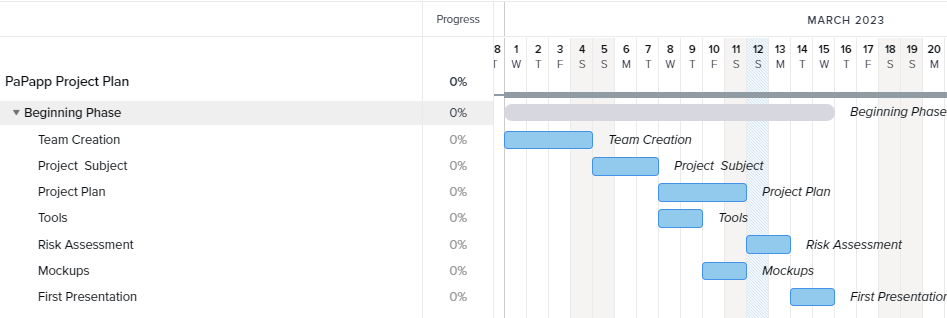 Progress
MARCH 2023
8 1 2 3 4 5 6 7 8 9 10 11 12 13 14 15 16 17 18 19 20
T W T F S S M T W T F S S M T W T F S S M
PaPapp Project Plan 0%
Beginning Phase 0% Beginning Phase
Team Creation 0% Team Creation
Project Subject 0% Project Subject
Project Plan 0% Project Plan
Tools 0% Tools
Risk Assessment 0% Risk Assessment
Mockups 0% Mockups
First Presentation 0% First Presentation